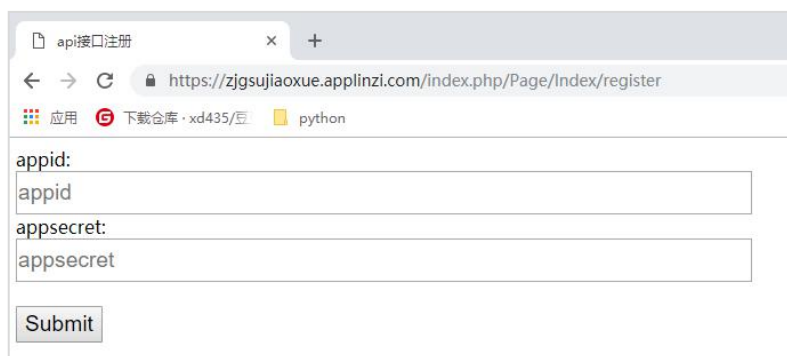 api接口注册
https://zjgsujiaoxue.applinzi.com/index.php/Page/Index/register
应用 下载仓库 · xd435/豆 python
appid:
appid
appsecret:
appsecret
Submit